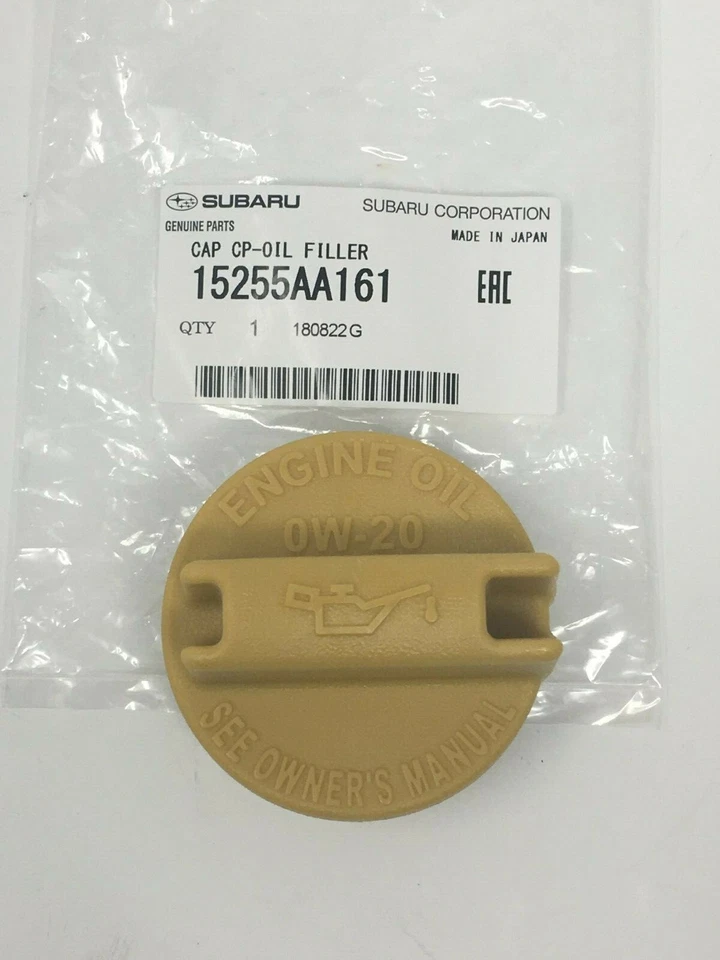 SUBARU SUBARU CORPORATION
GENUINE PARTS MADE IN JAPAN
CAP CP-OIL FILLER
15255AA161 EAC
QTY 1 180822G
ENGINE OIL
0W-20
SEE OWNER'S MANUAL